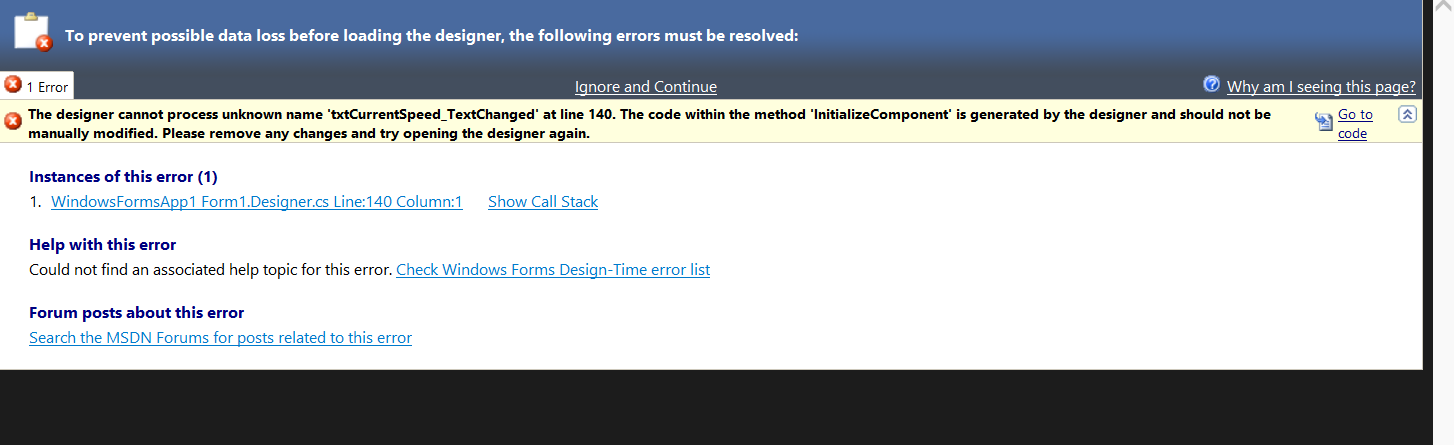 To prevent possible data loss before loading the designer, the following errors must be resolved:
1 Error
Ignore and Continue
Why am I seeing this page?
The designer cannot process unknown name 'txtCurrentSpeed_TextChanged' at line 140. The code within the method 'InitializeComponent' is generated by the designer and should not be
manually modified. Please remove any changes and try opening the designer again.
Go to
code
Instances of this error (1)
1. WindowsFormsApp1 Form1.Designer.cs Line:140 Column:1 Show Call Stack
Help with this error
Could not find an associated help topic for this error. Check Windows Forms Design-Time error list
Forum posts about this error
Search the MSDN Forums for posts related to this error